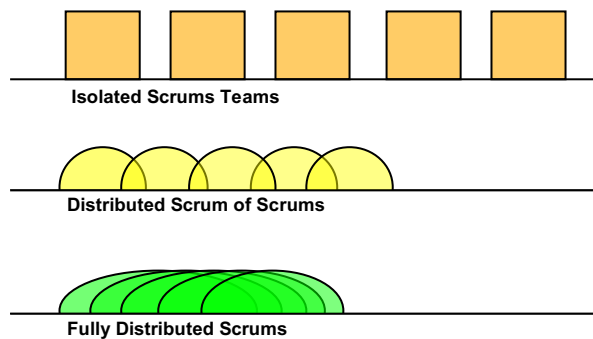 Isolated Scrums Teams
Distributed Scrum of Scrums
Fully Distributed Scrums